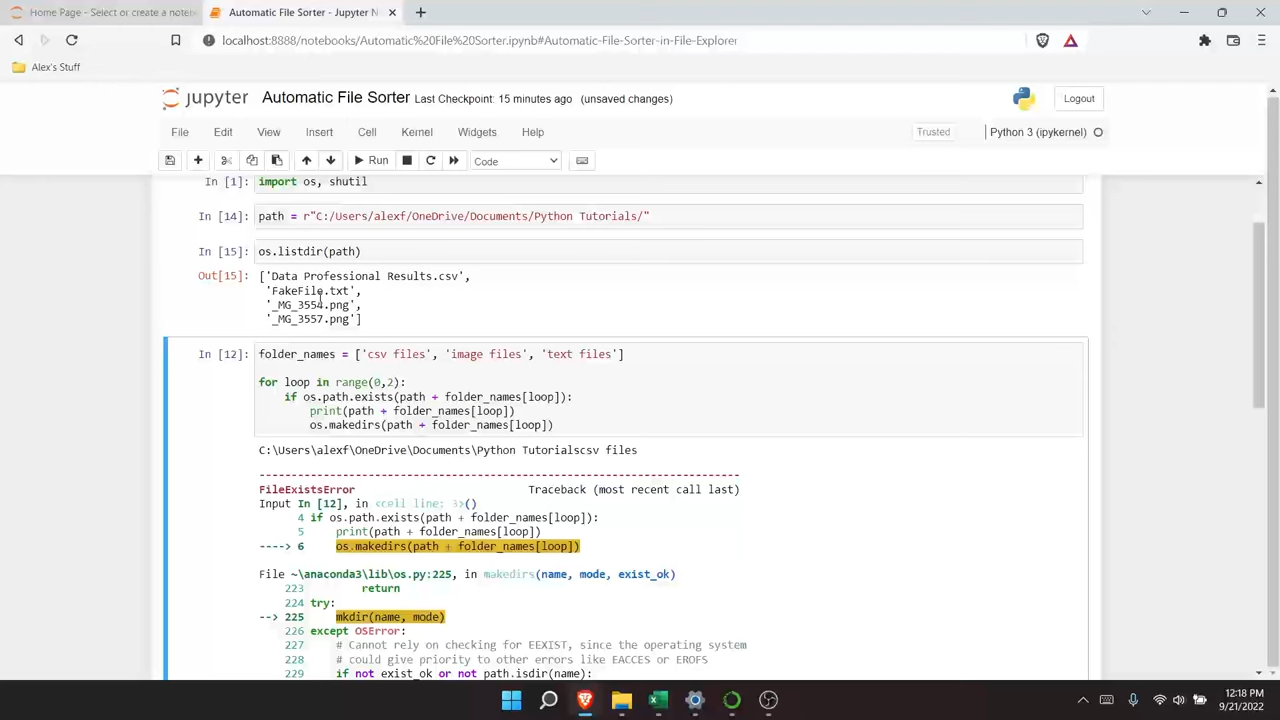 Home Page - Select or create a noteb
Automatic File Sorter - Jupyter N
localhost:8888/notebooks/Automatic%20File%20Sorter.ipynb#Automatic-File-Sorter-in-File-Explorer
Alex's Stuff
jupyter Automatic File Sorter Last Checkpoint: 15 minutes ago (unsaved changes)
Logout
File Edit View Insert Cell Kernel Widgets Help
Trusted
Python 3 (ipykernel)
Run
Code
In [1]: import os, shutil
In [14]: path = r"C:/Users/alexf/OneDrive/Documents/Python Tutorials/"
In [15]: os.listdir(path)
Out[15]: ['Data Professional Results.csv',
'FakeFile.txt',
'_MG_3554.png',
'_MG_3557.png']
In [12]: folder_names = ['csv files', 'image files', 'text files']
for loop in range(0,2):
if os.path.exists(path + folder_names[loop]):
print(path + folder_names[loop])
os.makedirs(path + folder_names[loop])
C:\Users\alexf\OneDrive\Documents\Python Tutorialscsv files
---------------------------------------------------------------------------
FileExistsError Traceback (most recent call last)
Input In [12], in <cell line: 3>()
4 if os.path.exists(path + folder_names[loop]):
5 print(path + folder_names[loop])
----> 6 os.makedirs(path + folder_names[loop])
File ~\anaconda3\lib\os.py:225, in makedirs(name, mode, exist_ok)
223 return
224 try:
--> 225 mkdir(name, mode)
226 except OSError:
227 # Cannot rely on checking for EEXIST, since the operating system
228 # could give priority to other errors like EACCES or EROFS
229 if not exist_ok or not path.isdir(name):
12:18 PM
9/21/2022